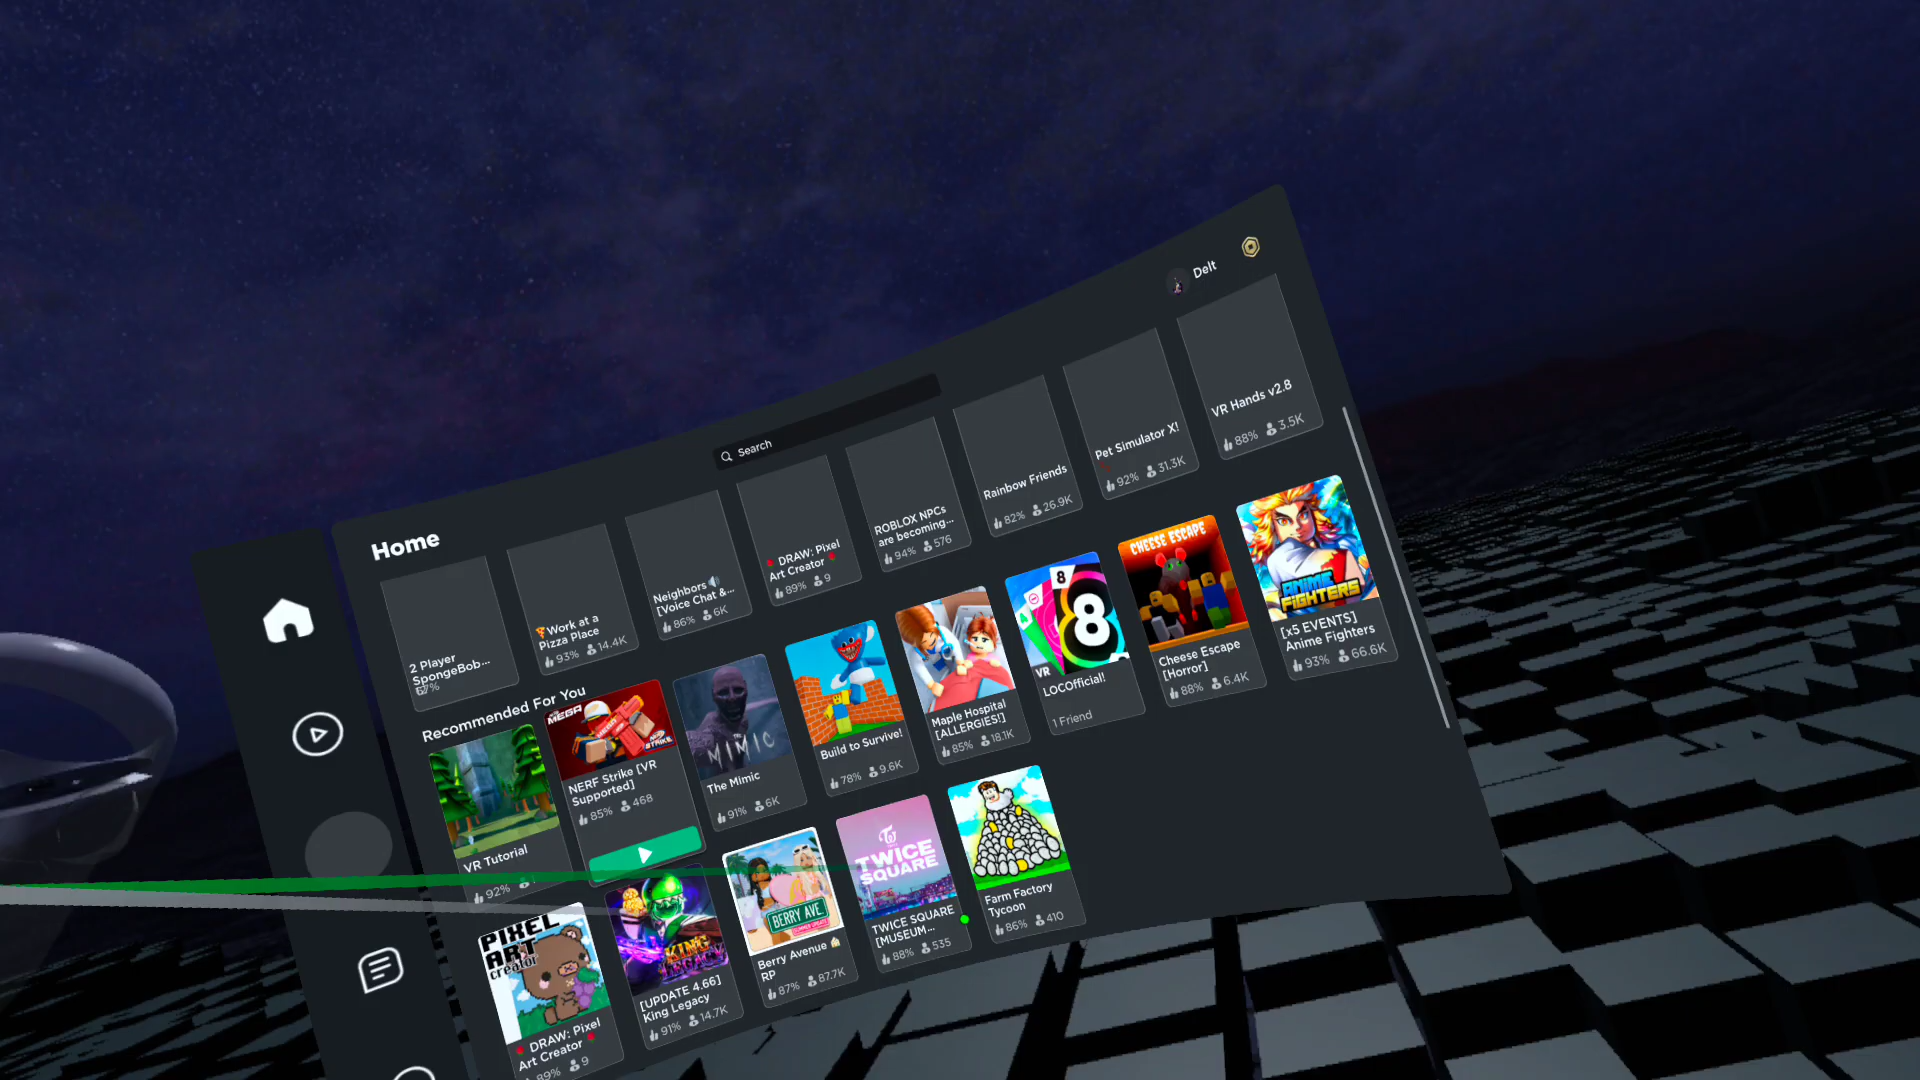 Delt
Search
Home
2 Player
SpongeBob...
67%
Work at a
Pizza Place
93% 14.4K
Neighbors
[Voice Chat &...
86% 6K
DRAW: Pixel
Art Creator
89% 9
ROBLOX NPCs
are becoming...
94% 576
Rainbow Friends
82% 26.9K
Pet Simulator X!
92% 31.3K
VR Hands v2.8
88% 3.5K
Recommended For You
VR Tutorial
92%
MEGA
NERF Strike [VR
Supported]
85% 468
MIMIC
The Mimic
91% 6K
Build to Survive!
78% 9.6K
Maple Hospital
[ALLERGIES!]
85% 18.1K
8
8
VR
LOCOfficial!
1 Friend
CHEESE ESCAPE
Cheese Escape
[Horror]
88% 6.4K
ANIME
FIGHTERS
[x5 EVENTS]
Anime Fighters
93% 66.6K
PIXEL
ART
creator
DRAW: Pixel
Art Creator
89% 9
KING
LEGACY
[UPDATE 4.66]
King Legacy
91% 14.7K
BERRY AVE.
Berry Avenue
RP
87% 87.7K
TWICE
SQUARE
TWICE SQUARE
[MUSEUM...
88% 535
Farm Factory
Tycoon
86% 410